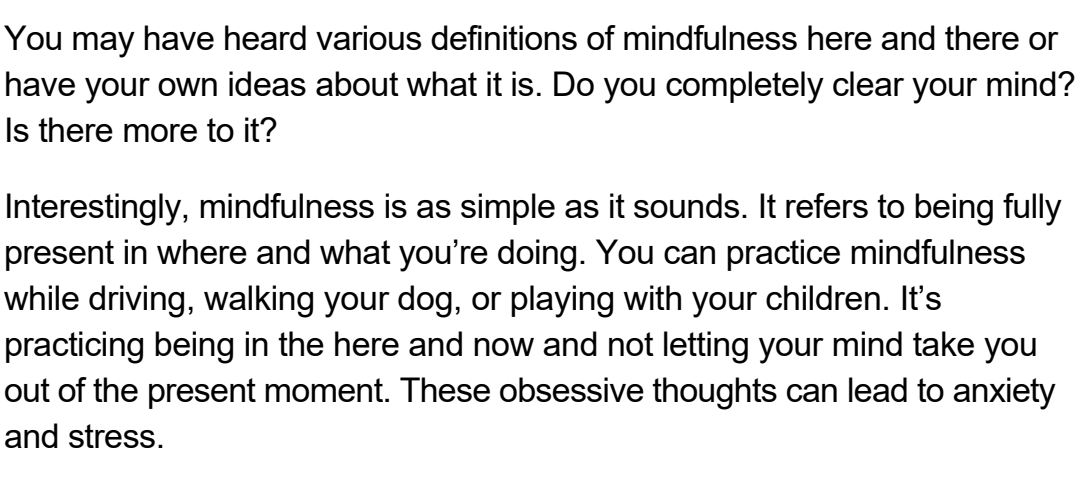 You may have heard various definitions of mindfulness here and there or
have your own ideas about what it is. Do you completely clear your mind?
Is there more to it?
Interestingly, mindfulness is as simple as it sounds. It refers to being fully
present in where and what you’re doing. You can practice mindfulness
while driving, walking your dog, or playing with your children. It’s
practicing being in the here and now and not letting your mind take you
out of the present moment. These obsessive thoughts can lead to anxiety
and stress.